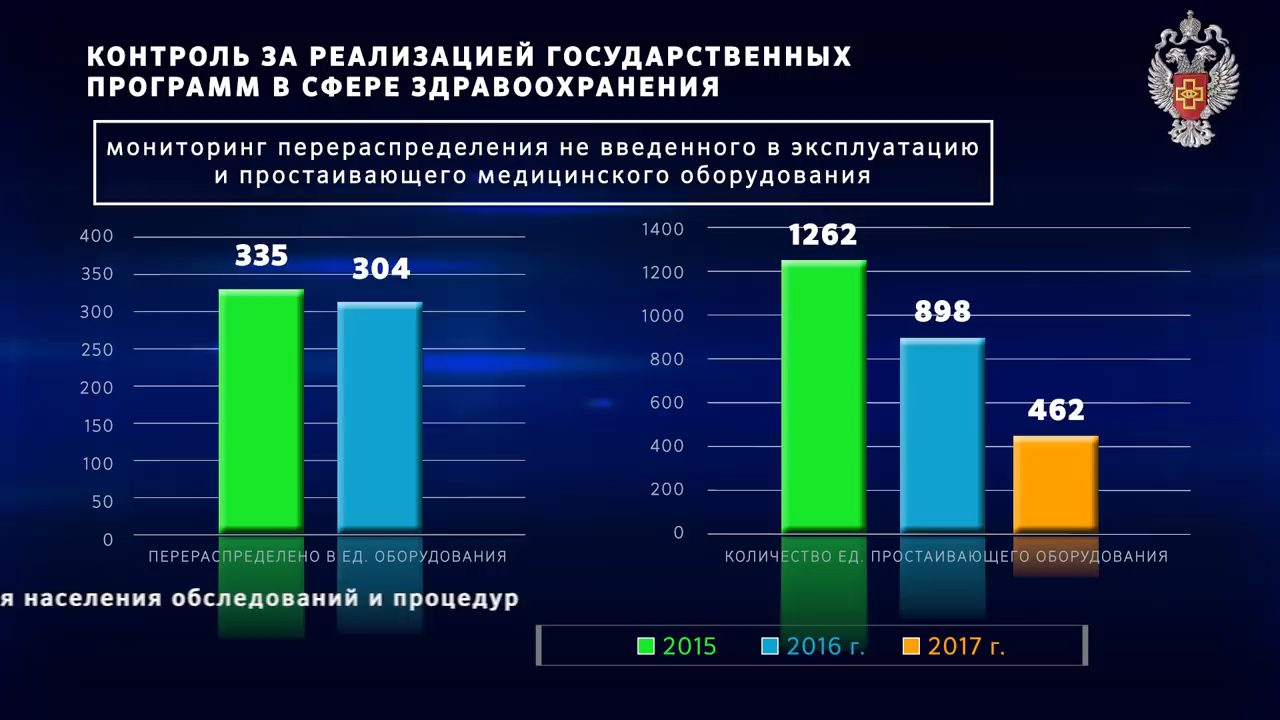 КОНТРОЛЬ ЗА РЕАЛИЗАЦИЕЙ ГОСУДАРСТВЕННЫХ
ПРОГРАММ В СФЕРЕ ЗДРАВООХРАНЕНИЯ
мониторинг перераспределения не введенного в эксплуатацию
и простаивающего медицинского оборудования
400
350
300
250
200
150
100
50
0
335
304
ПЕРЕРАСПРЕДЕЛЕНО В ЕД. ОБОРУДОВАНИЯ
1400
1200
1000
800
600
400
200
0
1262
898
462
КОЛИЧЕСТВО ЕД. ПРОСТАИВАЮЩЕГО ОБОРУДОВАНИЯ
я населения обследований и процедур
2015 2016 г. 2017 г.